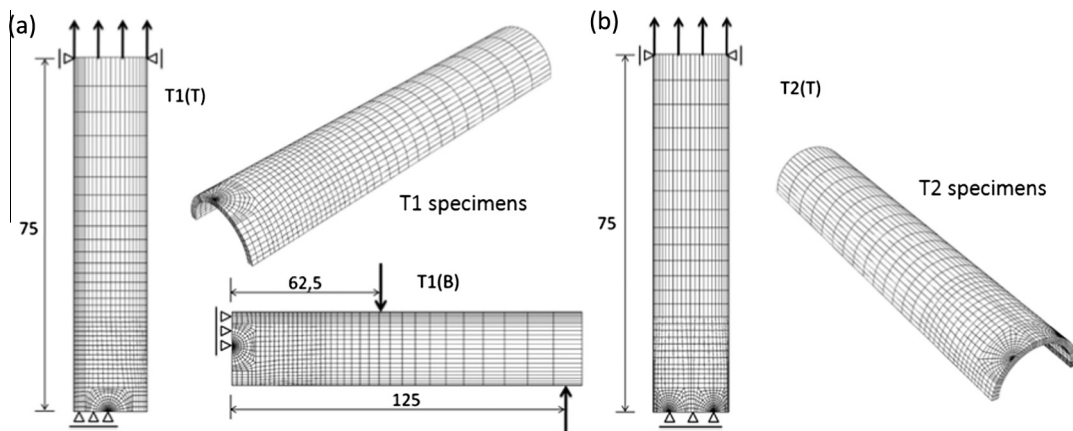 (a)
T1(T)
75
T1 specimens
62,5
T1(B)
125
(b)
T2(T)
75
T2 specimens